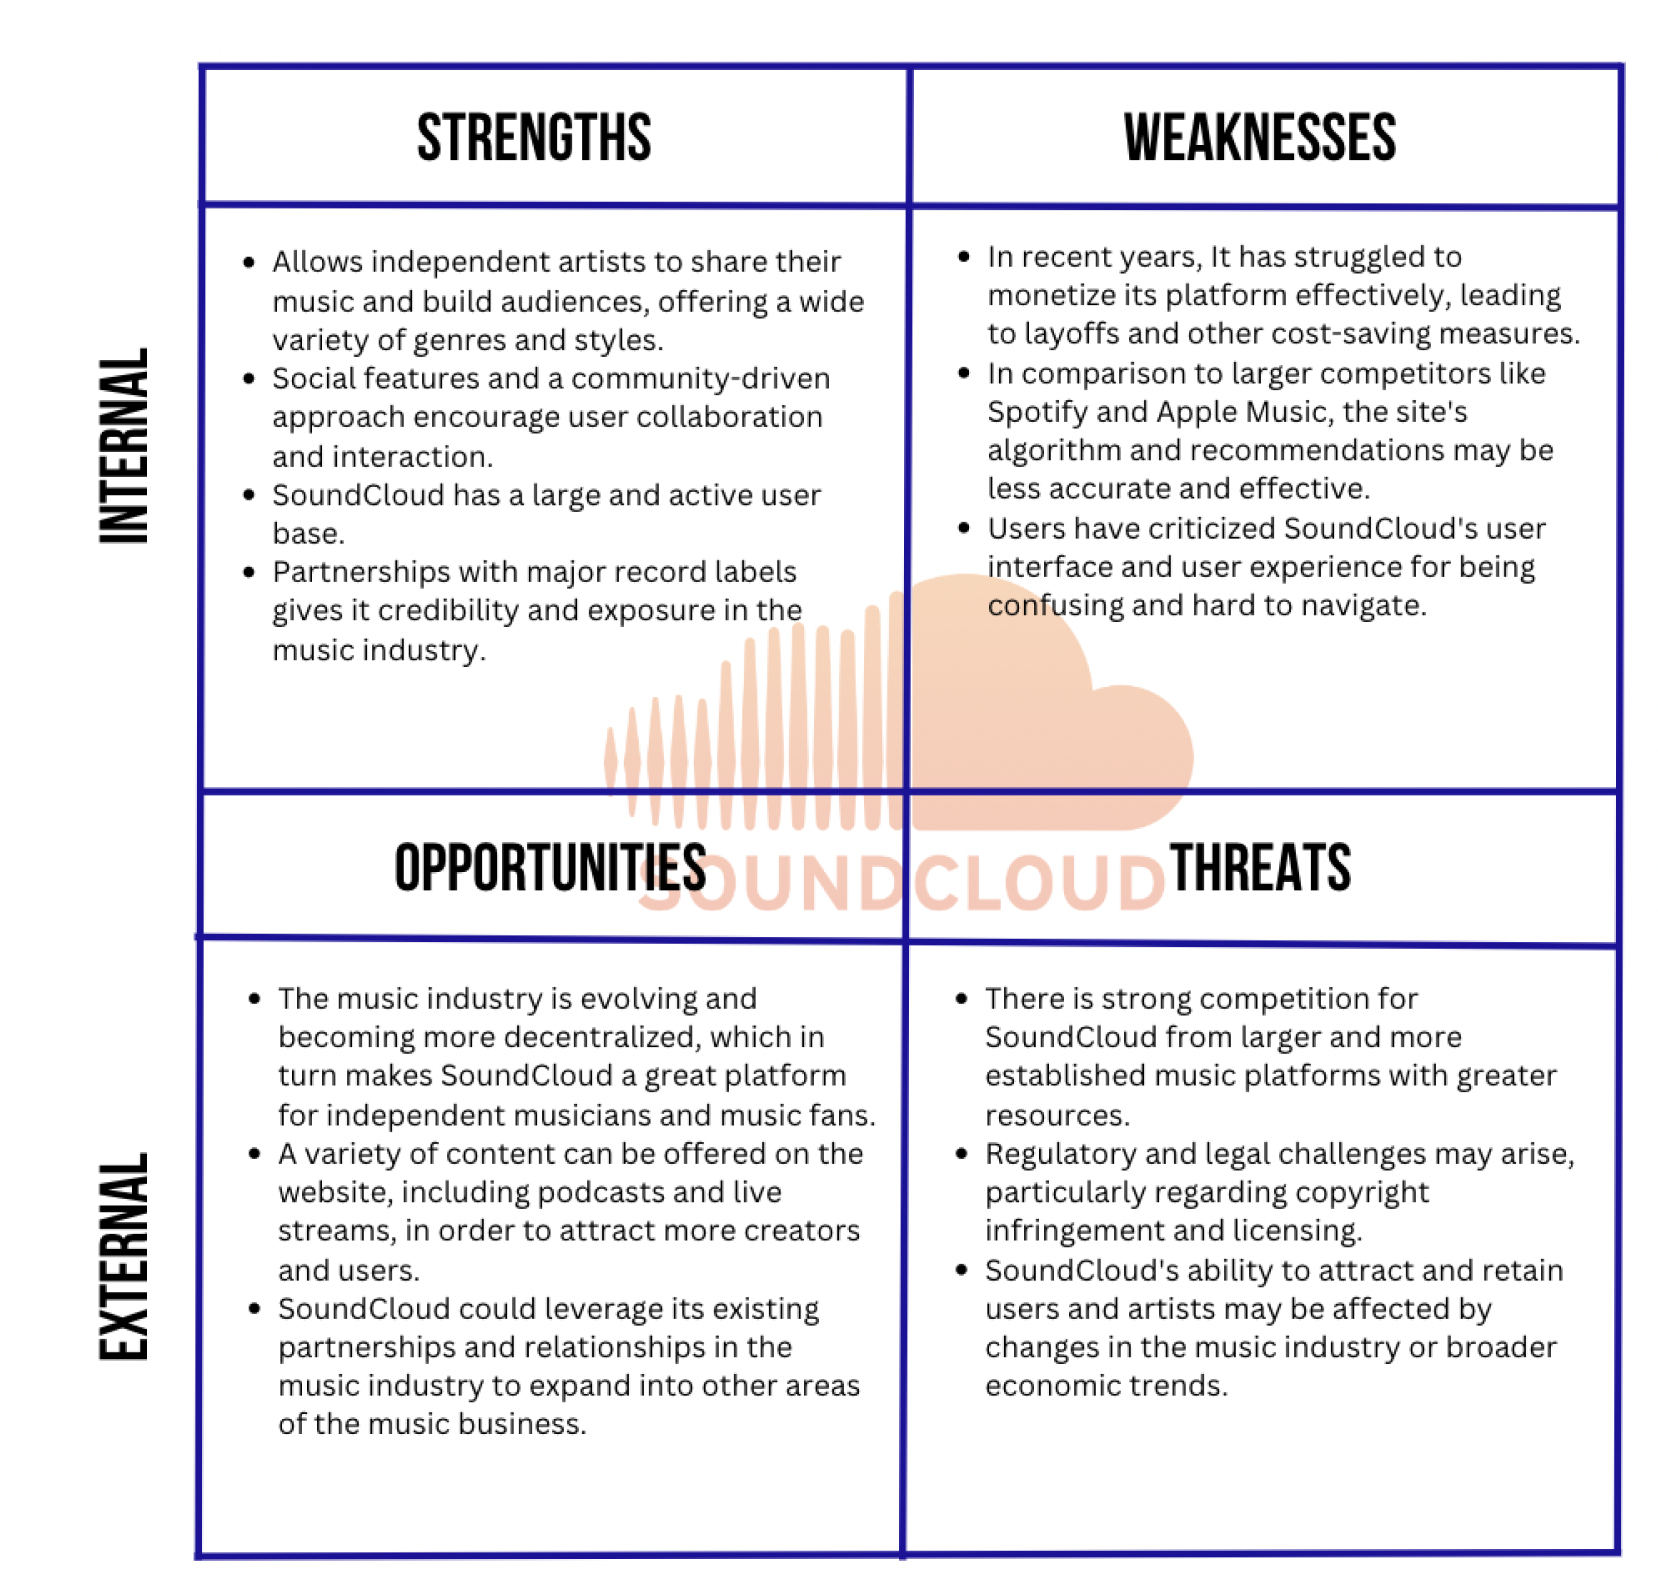 STRENGTHS
WEAKNESSES
INTERNAL
• Allows independent artists to share their
music and build audiences, offering a wide
variety of genres and styles.
• Social features and a community-driven
approach encourage user collaboration
and interaction.
• SoundCloud has a large and active user
base.
• Partnerships with major record labels
gives it credibility and exposure in the
music industry.
• In recent years, It has struggled to
monetize its platform effectively, leading
to layoffs and other cost-saving measures.
• In comparison to larger competitors like
Spotify and Apple Music, the site's
algorithm and recommendations may be
less accurate and effective.
• Users have criticized SoundCloud's user
interface and user experience for being
confusing and hard to navigate.
OPPORTUNITIES
SOUNDCLOUD
THREATS
EXTERNAL
• The music industry is evolving and
becoming more decentralized, which in
turn makes SoundCloud a great platform
for independent musicians and music fans.
• A variety of content can be offered on the
website, including podcasts and live
streams, in order to attract more creators
and users.
• SoundCloud could leverage its existing
partnerships and relationships in the
music industry to expand into other areas
of the music business.
• There is strong competition for
SoundCloud from larger and more
established music platforms with greater
resources.
• Regulatory and legal challenges may arise,
particularly regarding copyright
infringement and licensing.
• SoundCloud's ability to attract and retain
users and artists may be affected by
changes in the music industry or broader
economic trends.